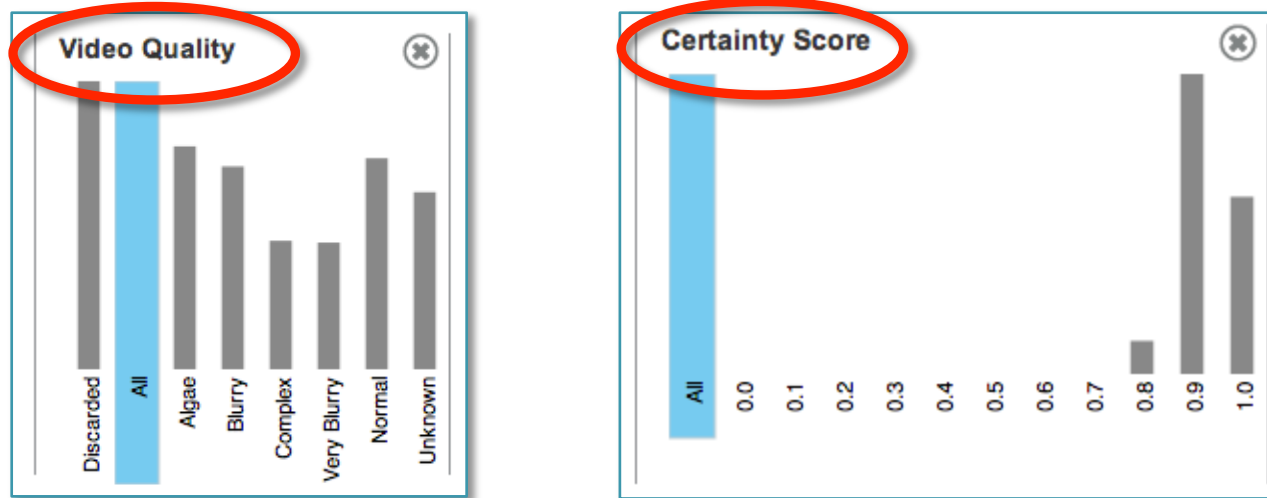 Video Quality
Discarded
All
Algae
Blurry
Complex
Very Blurry
Normal
Unknown
Certainty Score
All
0.0
0.1
0.2
0.3
0.4
0.5
0.6
0.7
0.8
0.9
1.0